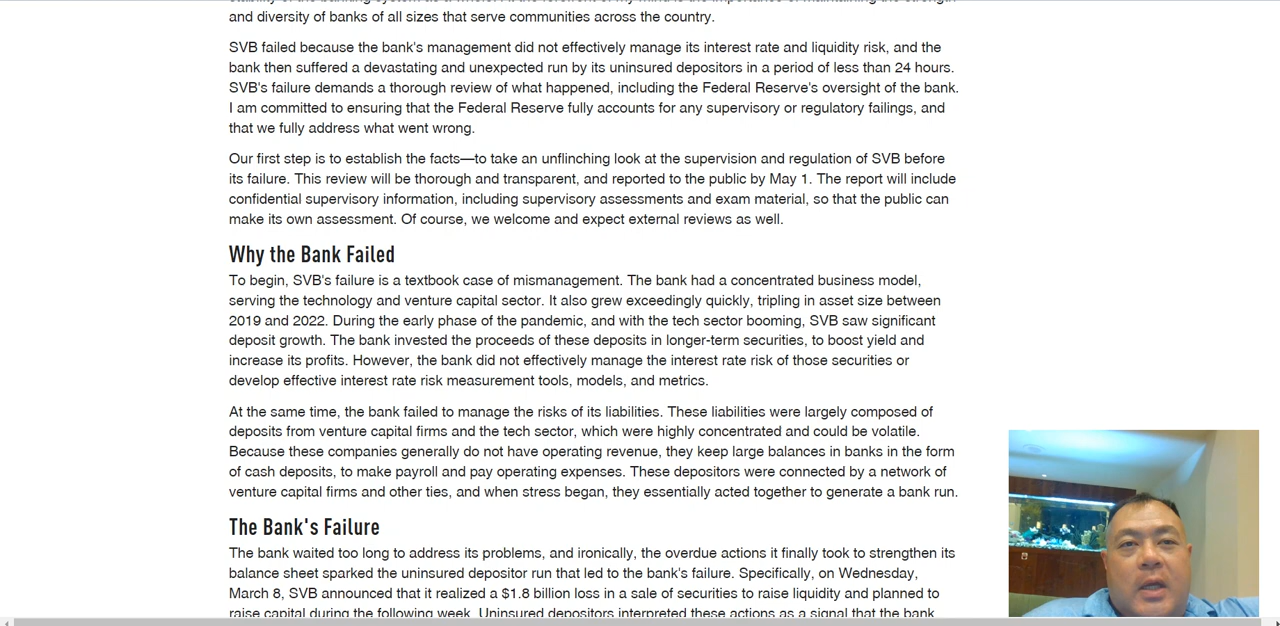 and diversity of banks of all sizes that serve communities across the country.
SVB failed because the bank's management did not effectively manage its interest rate and liquidity risk, and the
bank then suffered a devastating and unexpected run by its uninsured depositors in a period of less than 24 hours.
SVB's failure demands a thorough review of what happened, including the Federal Reserve's oversight of the bank.
I am committed to ensuring that the Federal Reserve fully accounts for any supervisory or regulatory failings, and
that we fully address what went wrong.
Our first step is to establish the facts—to take an unflinching look at the supervision and regulation of SVB before
its failure. This review will be thorough and transparent, and reported to the public by May 1. The report will include
confidential supervisory information, including supervisory assessments and exam material, so that the public can
make its own assessment. Of course, we welcome and expect external reviews as well.
Why the Bank Failed
To begin, SVB's failure is a textbook case of mismanagement. The bank had a concentrated business model,
serving the technology and venture capital sector. It also grew exceedingly quickly, tripling in asset size between
2019 and 2022. During the early phase of the pandemic, and with the tech sector booming, SVB saw significant
deposit growth. The bank invested the proceeds of these deposits in longer-term securities, to boost yield and
increase its profits. However, the bank did not effectively manage the interest rate risk of those securities or
develop effective interest rate risk measurement tools, models, and metrics.
At the same time, the bank failed to manage the risks of its liabilities. These liabilities were largely composed of
deposits from venture capital firms and the tech sector, which were highly concentrated and could be volatile.
Because these companies generally do not have operating revenue, they keep large balances in banks in the form
of cash deposits, to make payroll and pay operating expenses. These depositors were connected by a network of
venture capital firms and other ties, and when stress began, they essentially acted together to generate a bank run.
The Bank's Failure
The bank waited too long to address its problems, and ironically, the overdue actions it finally took to strengthen its
balance sheet sparked the uninsured depositor run that led to the bank's failure. Specifically, on Wednesday,
March 8, SVB announced that it realized a $1.8 billion loss in a sale of securities to raise liquidity and planned to
raise capital during the following week. Uninsured depositors interpreted these actions as a signal that the bank